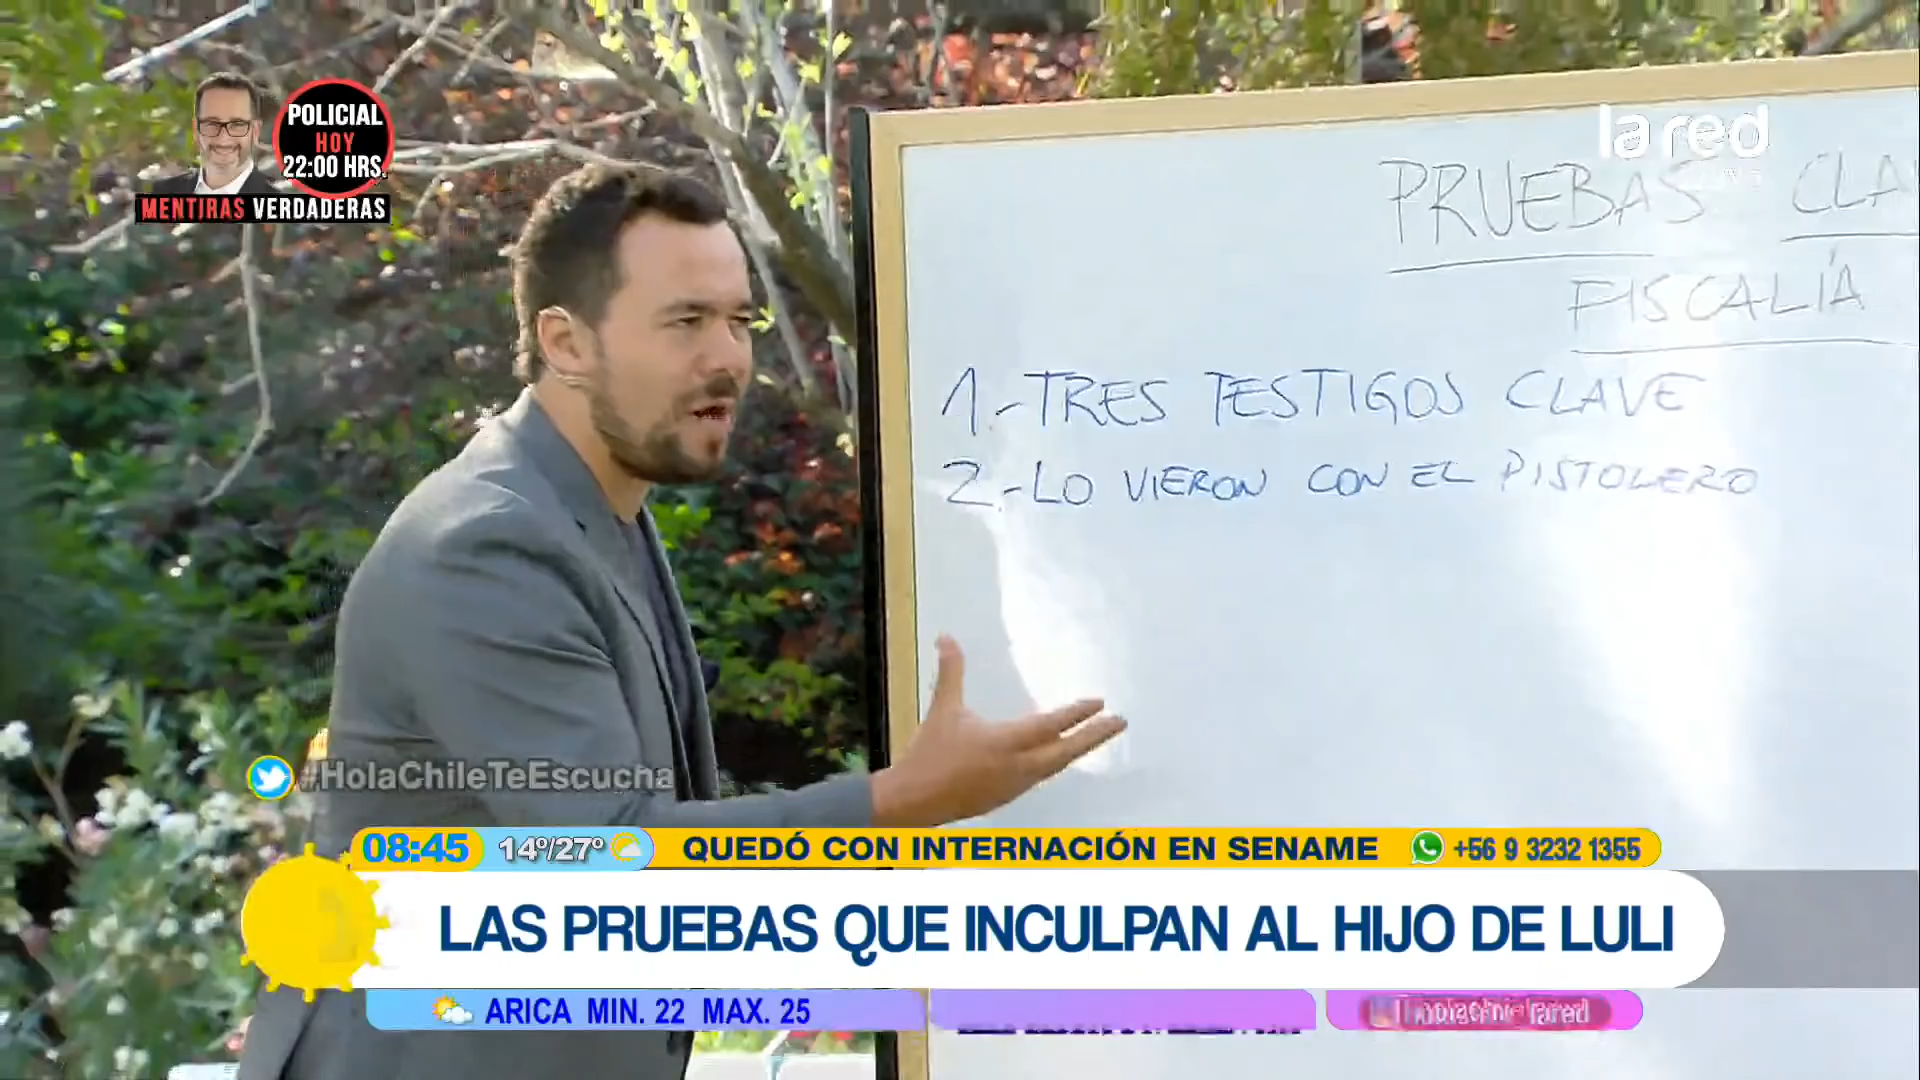 POLICIAL
HOY
22:00 HRS.
MENTIRAS VERDADERAS
la red
PRUEBAS
FISCALÍA
1.- TRES TESTIGOS CLAVE
2.- LO VIERON CON EL PISTOLERO
#HolaChileTeEscucha
08:45 14º/27º QUEDÓ CON INTERNACIÓN EN SENAME +56 9 3232 1355
LAS PRUEBAS QUE INCULPAN AL HIJO DE LULI
ARICA MIN. 22 MAX. 25